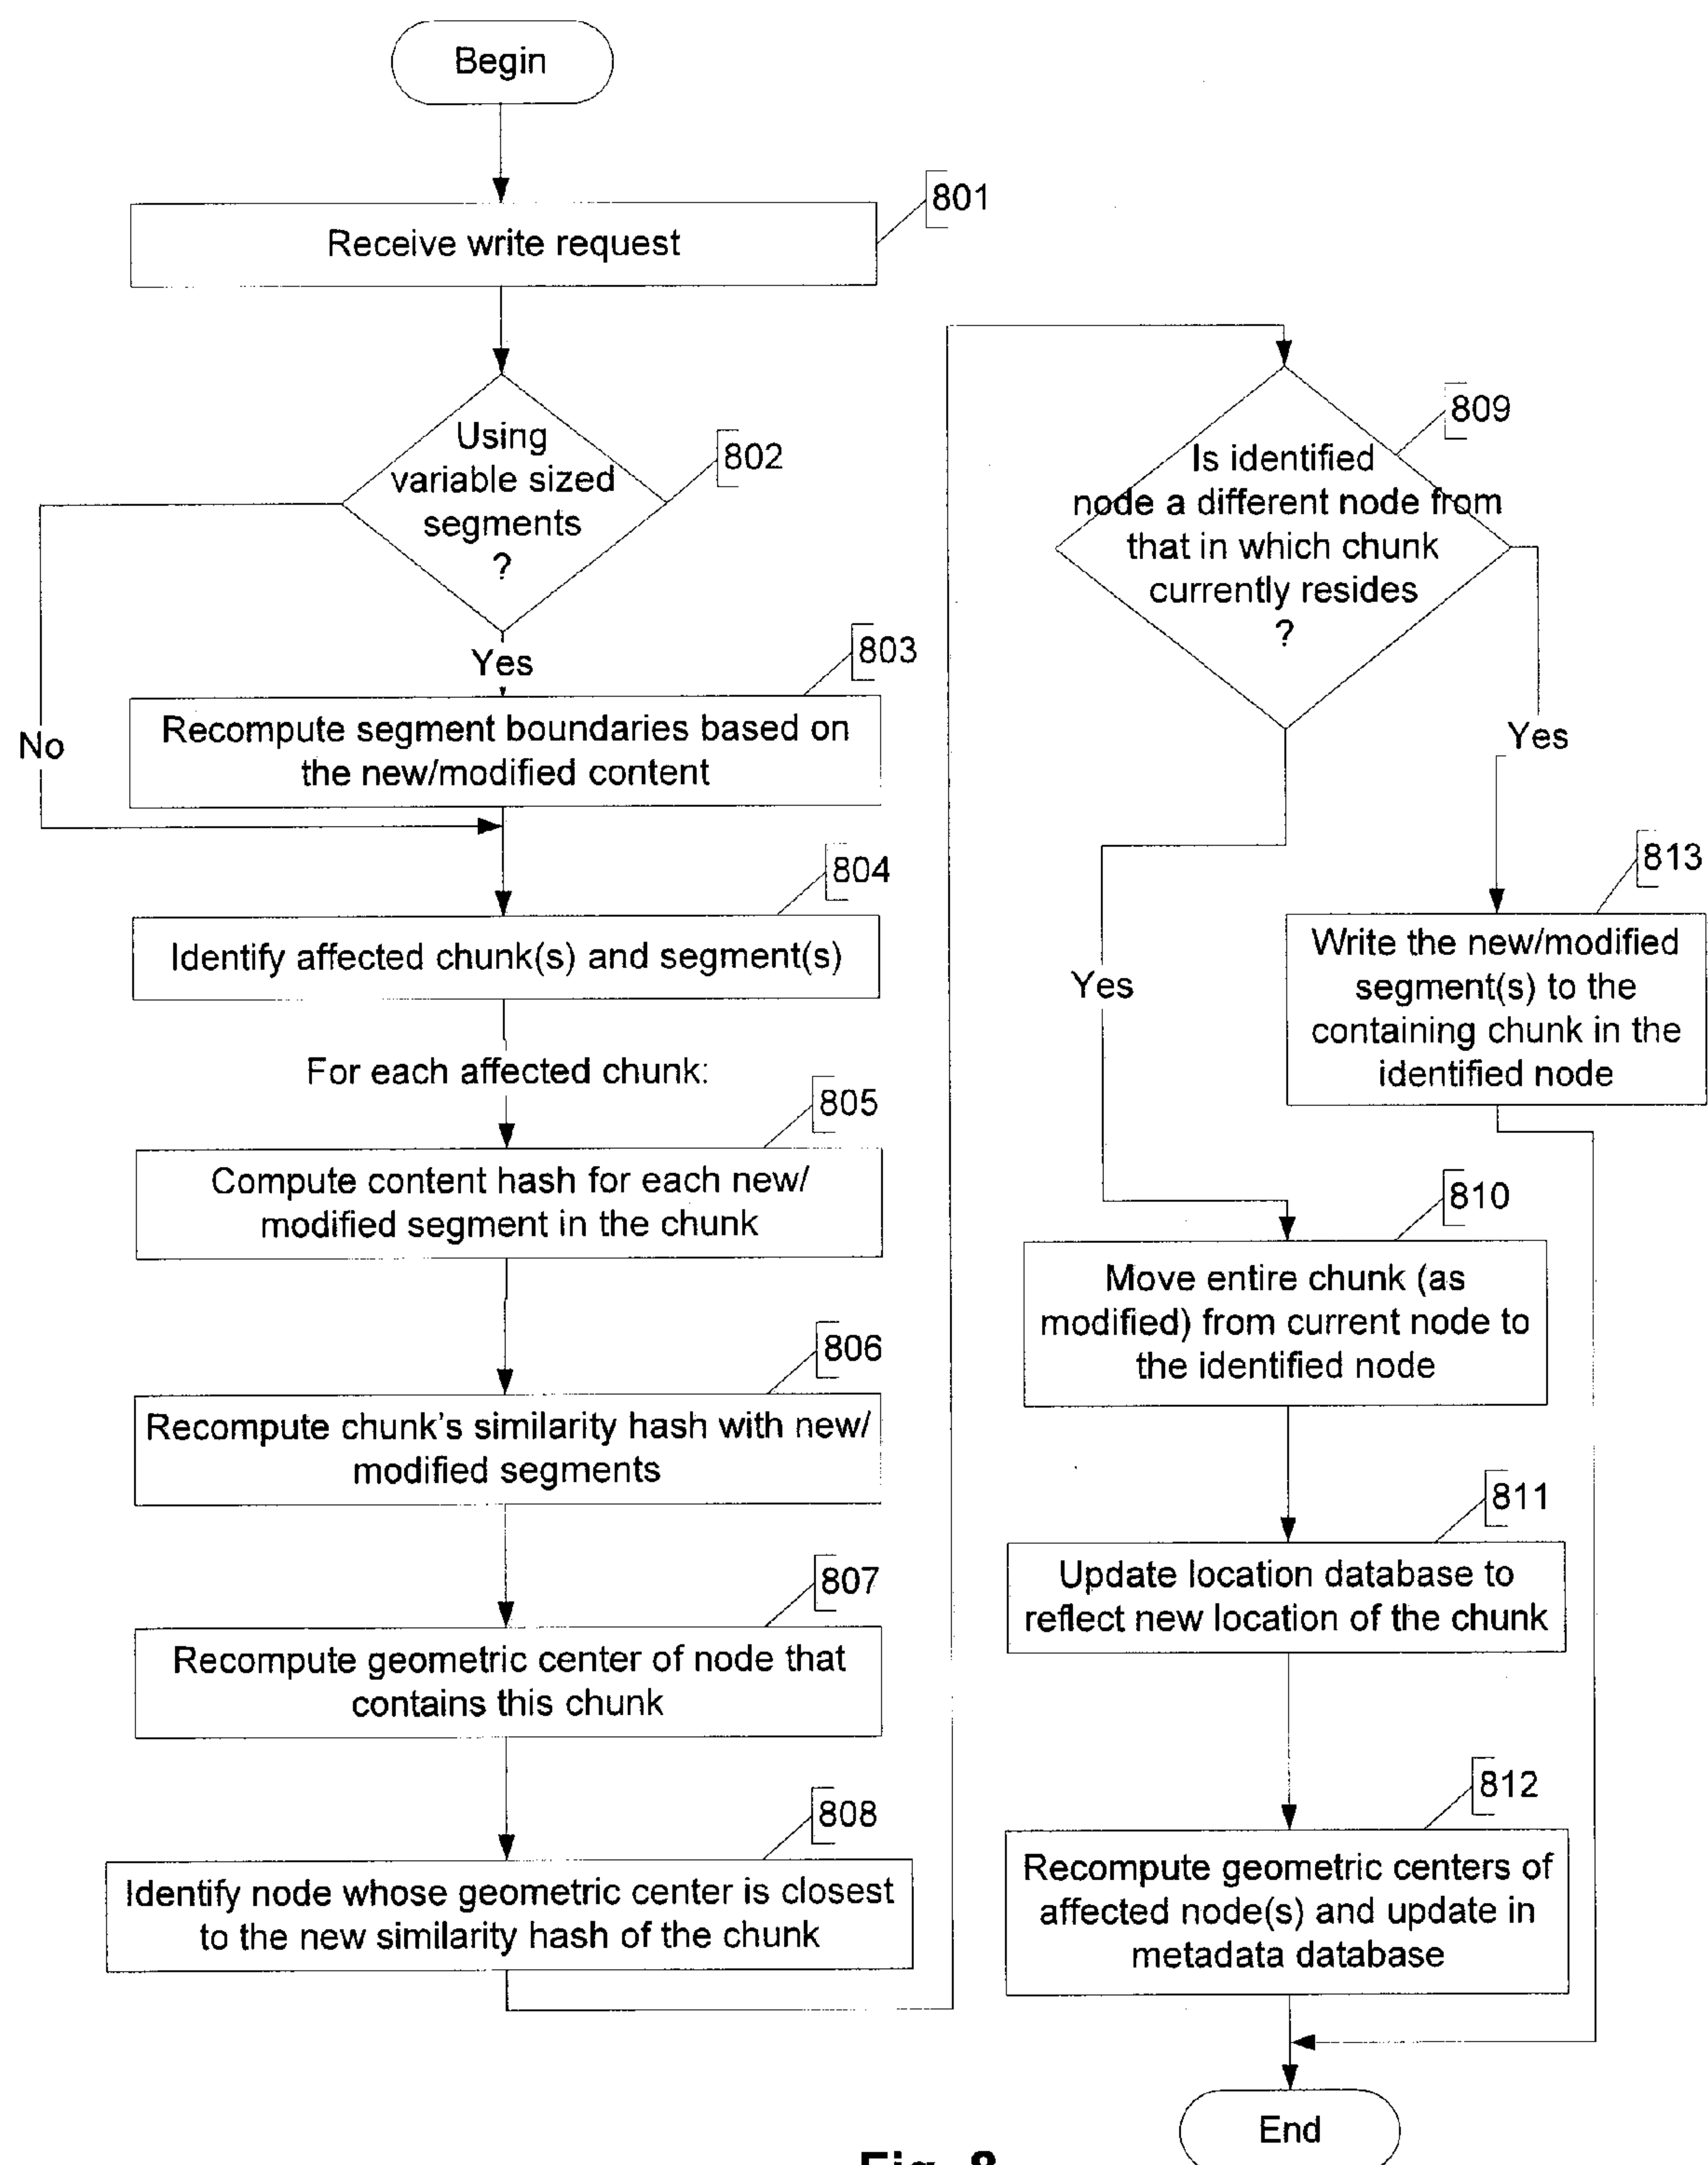 Begin
801
Receive write request
Using
variable sized
segments
?
802
Yes
No
803
Recompute segment boundaries based on
the new/modified content
804
Identify affected chunk(s) and segment(s)
For each affected chunk:
805
Compute content hash for each new/
modified segment in the chunk
806
Recompute chunk's similarity hash with new/
modified segments
807
Recompute geometric center of node that
contains this chunk
808
Identify node whose geometric center is closest
to the new similarity hash of the chunk
809
Is identified
node a different node from
that in which chunk
currently resides
?
Yes
Yes
813
Write the new/modified
segment(s) to the
containing chunk in the
identified node
810
Move entire chunk (as
modified) from current node to
the identified node
811
Update location database to
reflect new location of the chunk
812
Recompute geometric centers of
affected node(s) and update in
metadata database
End
Fig. 8